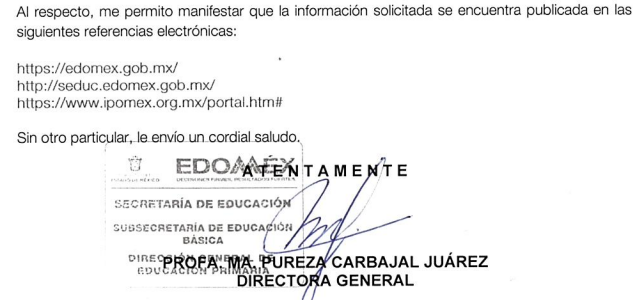 Al respecto, me permito manifestar que la información solicitada se encuentra publicada en las
siguientes referencias electrónicas:
https://edomex.gob.mx/
http://seduc.edomex.gob.mx/
https://www.ipomex.org.mx/portal.htm#
Sin otro particular, le envío un cordial saludo.
EDOMÉX
ATENTAMENTE
SECRETARÍA DE EDUCACIÓN
SUBSECRETARÍA DE EDUCACIÓN
BÁSICA
DIRECCIÓN GENERAL DE
EDUCACIÓN PRIMARIA
PROFA. MA. PUREZA CARBAJAL JUÁREZ
DIRECTORA GENERAL